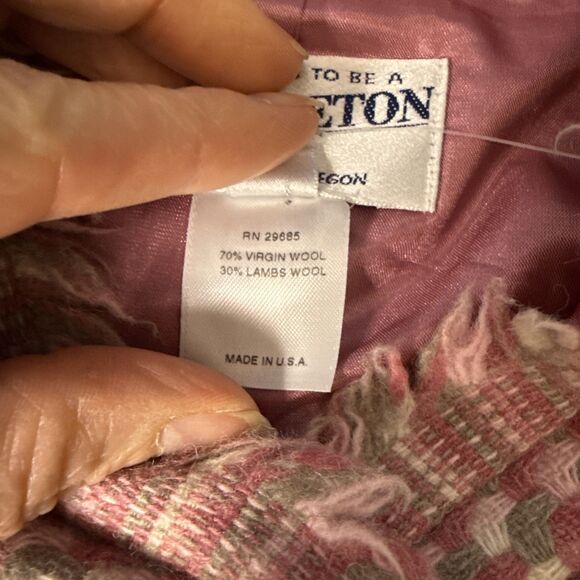 TO BE A
ETON
EGON
RN 29685
70% VIRGIN WOOL
30% LAMBS WOOL
MADE IN U.S.A.